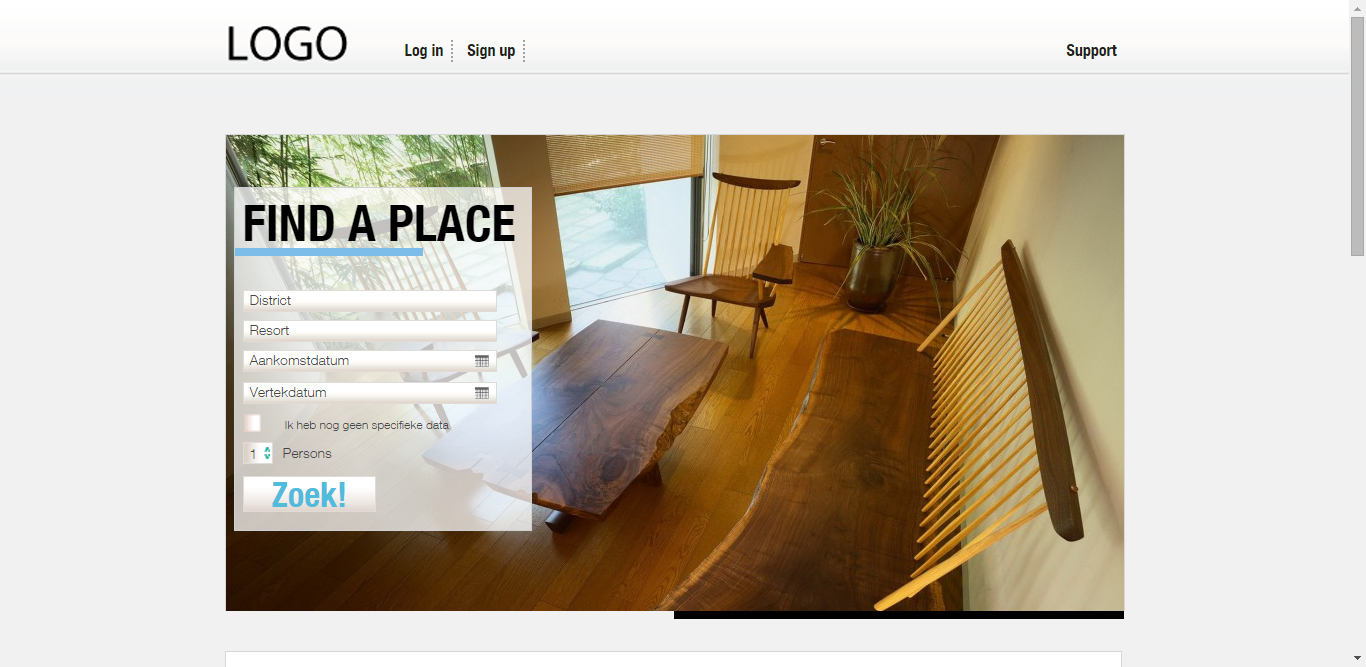 LOGO
Log in
Sign up
Support
FIND A PLACE
District
Resort
Aankomstdatum
Vertekdatum
Ik heb nog geen specifieke data
1 Persons
Zoek!